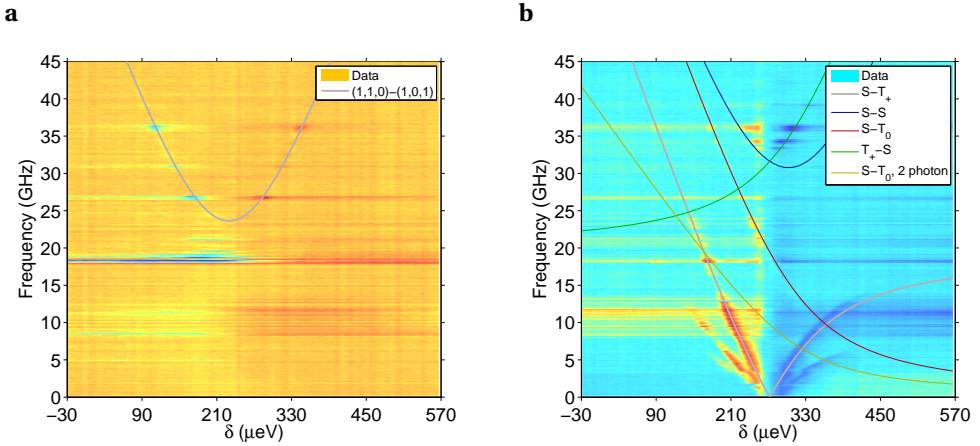 a
b
Frequency (GHz)
45
40
35
30
25
20
15
10
5
0
−30 90 210 330 450 570
δ (μeV)
Data
(1,1,0)−(1,0,1)
Frequency (GHz)
45
40
35
30
25
20
15
10
5
0
−30 90 210 330 450 570
δ (μeV)
Data
S−T₊
S−S
S−T₀
T₊−S
S−T₀, 2 photon